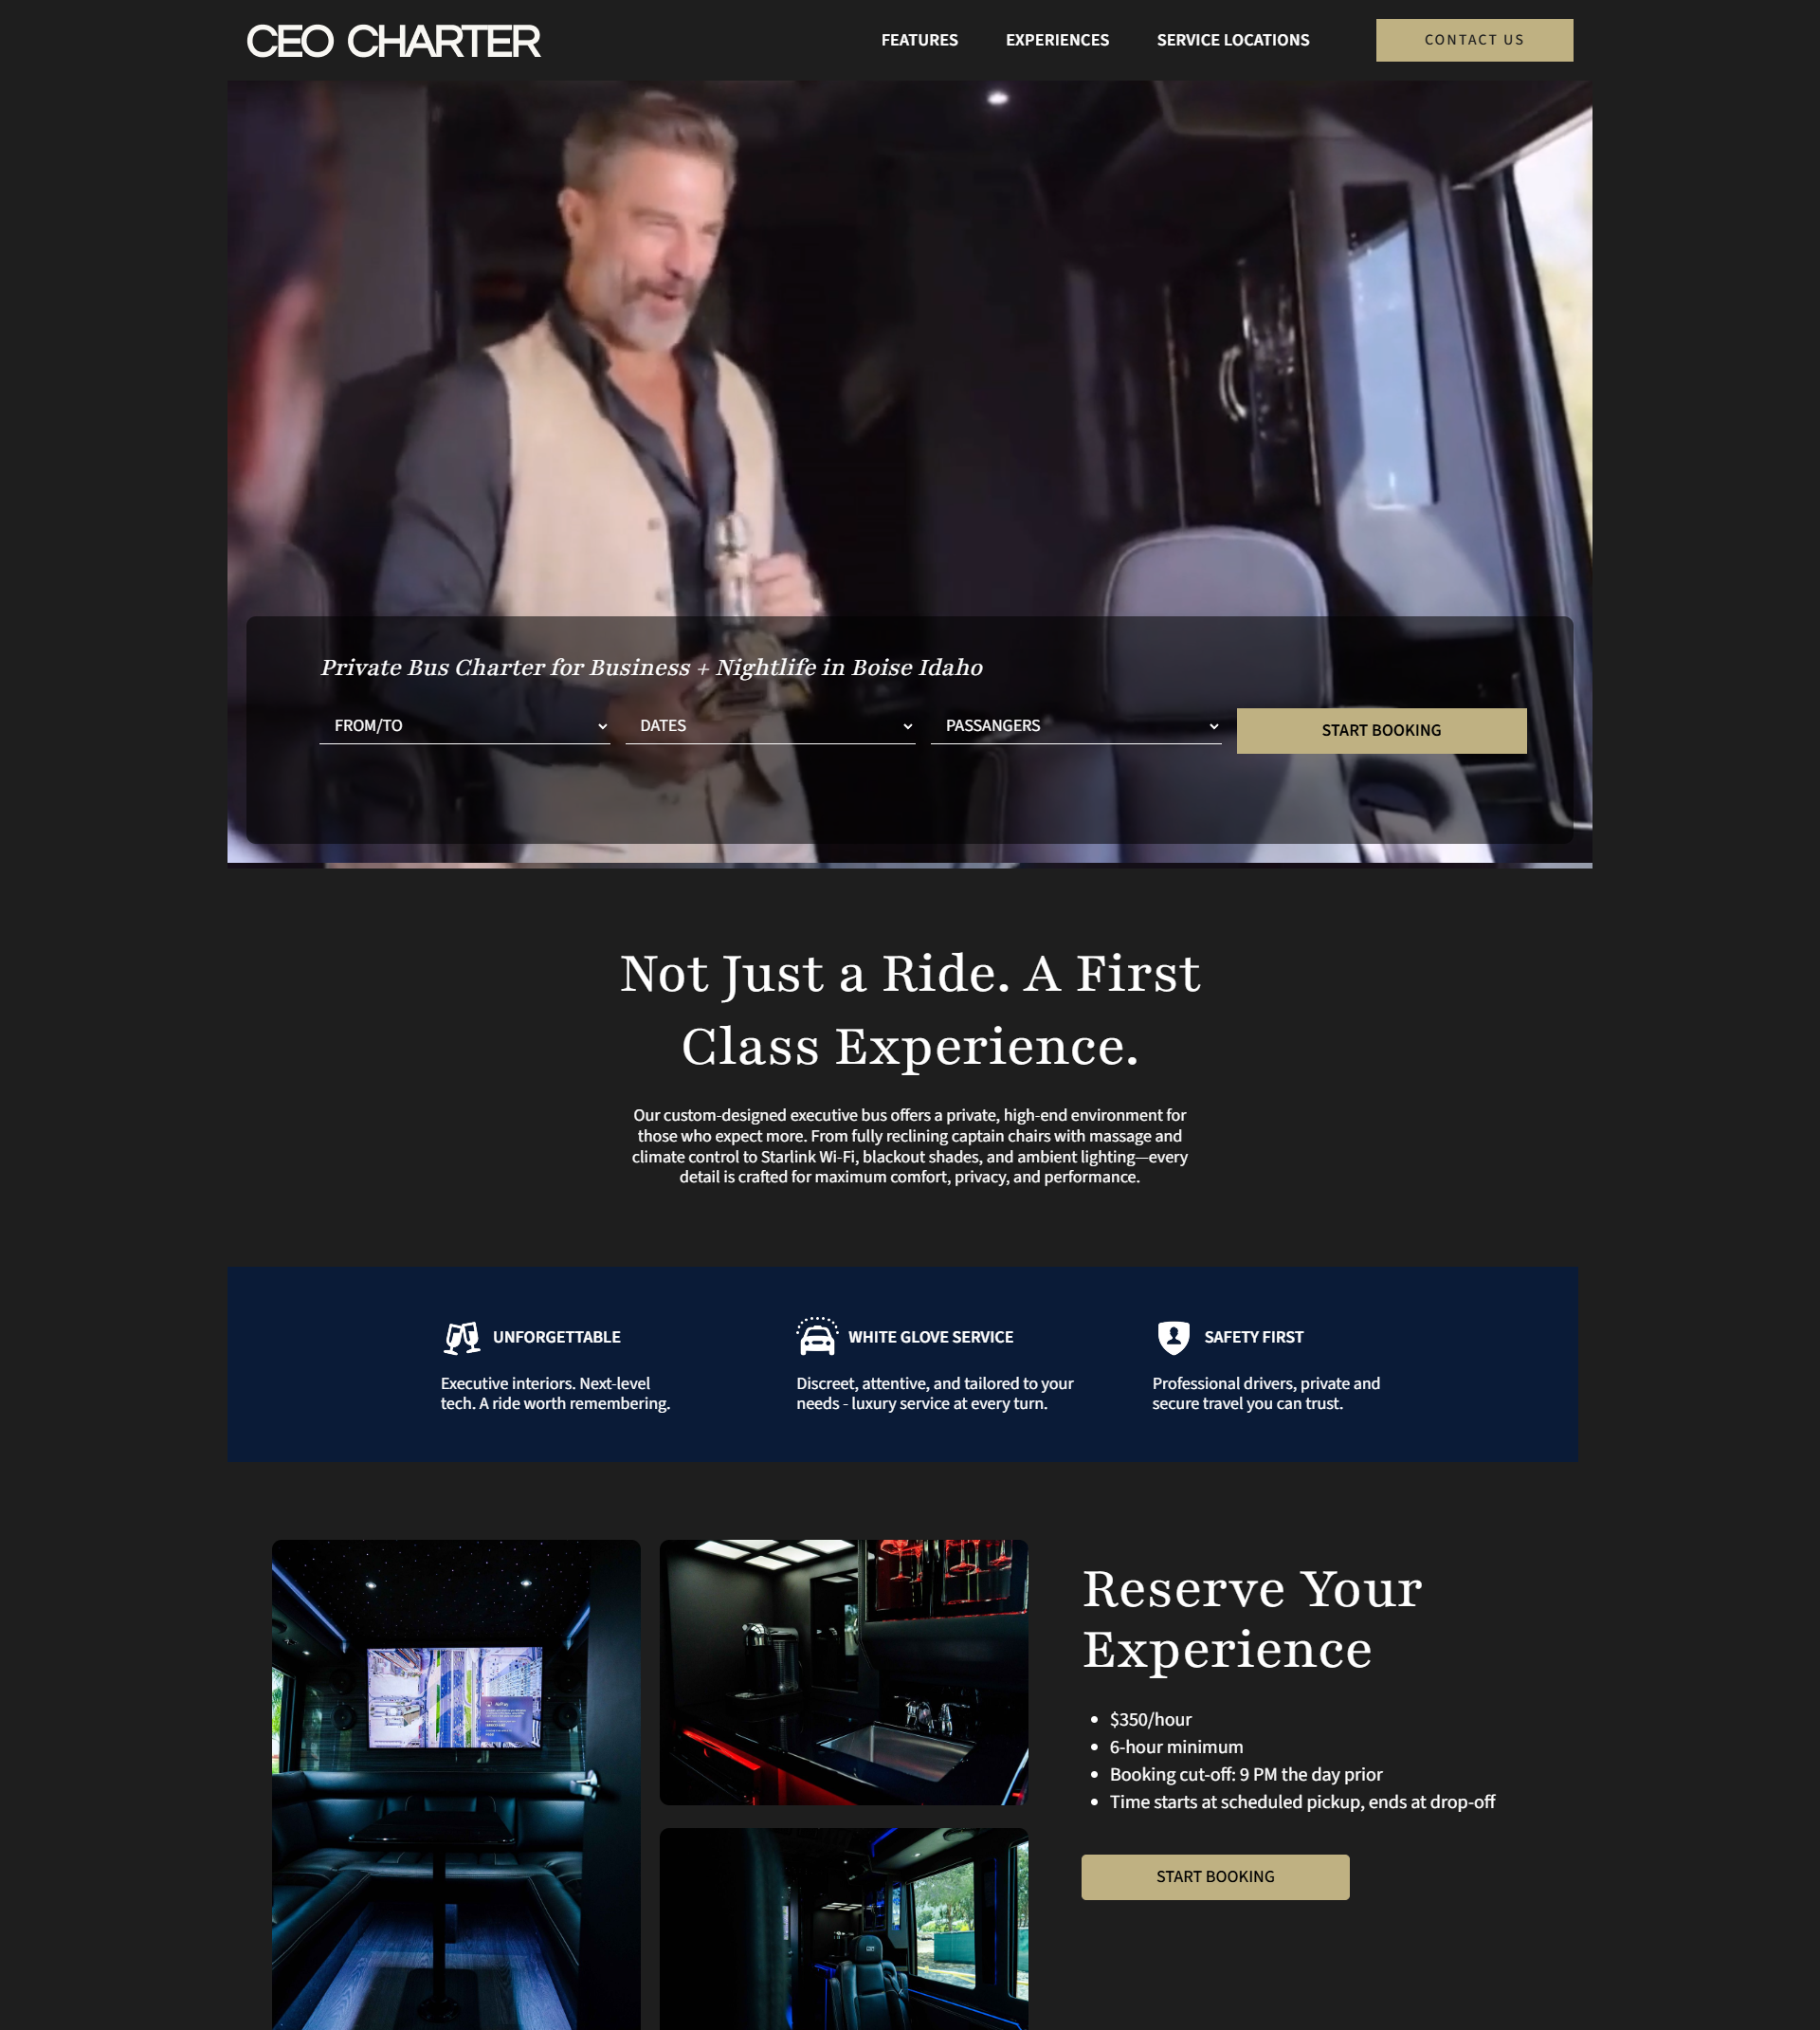 CEO CHARTER
FEATURES
EXPERIENCES
SERVICE LOCATIONS
CONTACT US
Private Bus Charter for Business + Nightlife in Boise Idaho
FROM/TO
DATES
PASSANGERS
START BOOKING
Not Just a Ride. A First
Class Experience.
Our custom-designed executive bus offers a private, high-end environment for
those who expect more. From fully reclining captain chairs with massage and
climate control to Starlink Wi-Fi, blackout shades, and ambient lighting—every
detail is crafted for maximum comfort, privacy, and performance.
UNFORGETTABLE
Executive interiors. Next-level
tech. A ride worth remembering.
WHITE GLOVE SERVICE
Discreet, attentive, and tailored to your
needs - luxury service at every turn.
SAFETY FIRST
Professional drivers, private and
secure travel you can trust.
Reserve Your
Experience
$350/hour
6-hour minimum
Booking cut-off: 9 PM the day prior
Time starts at scheduled pickup, ends at drop-off
START BOOKING